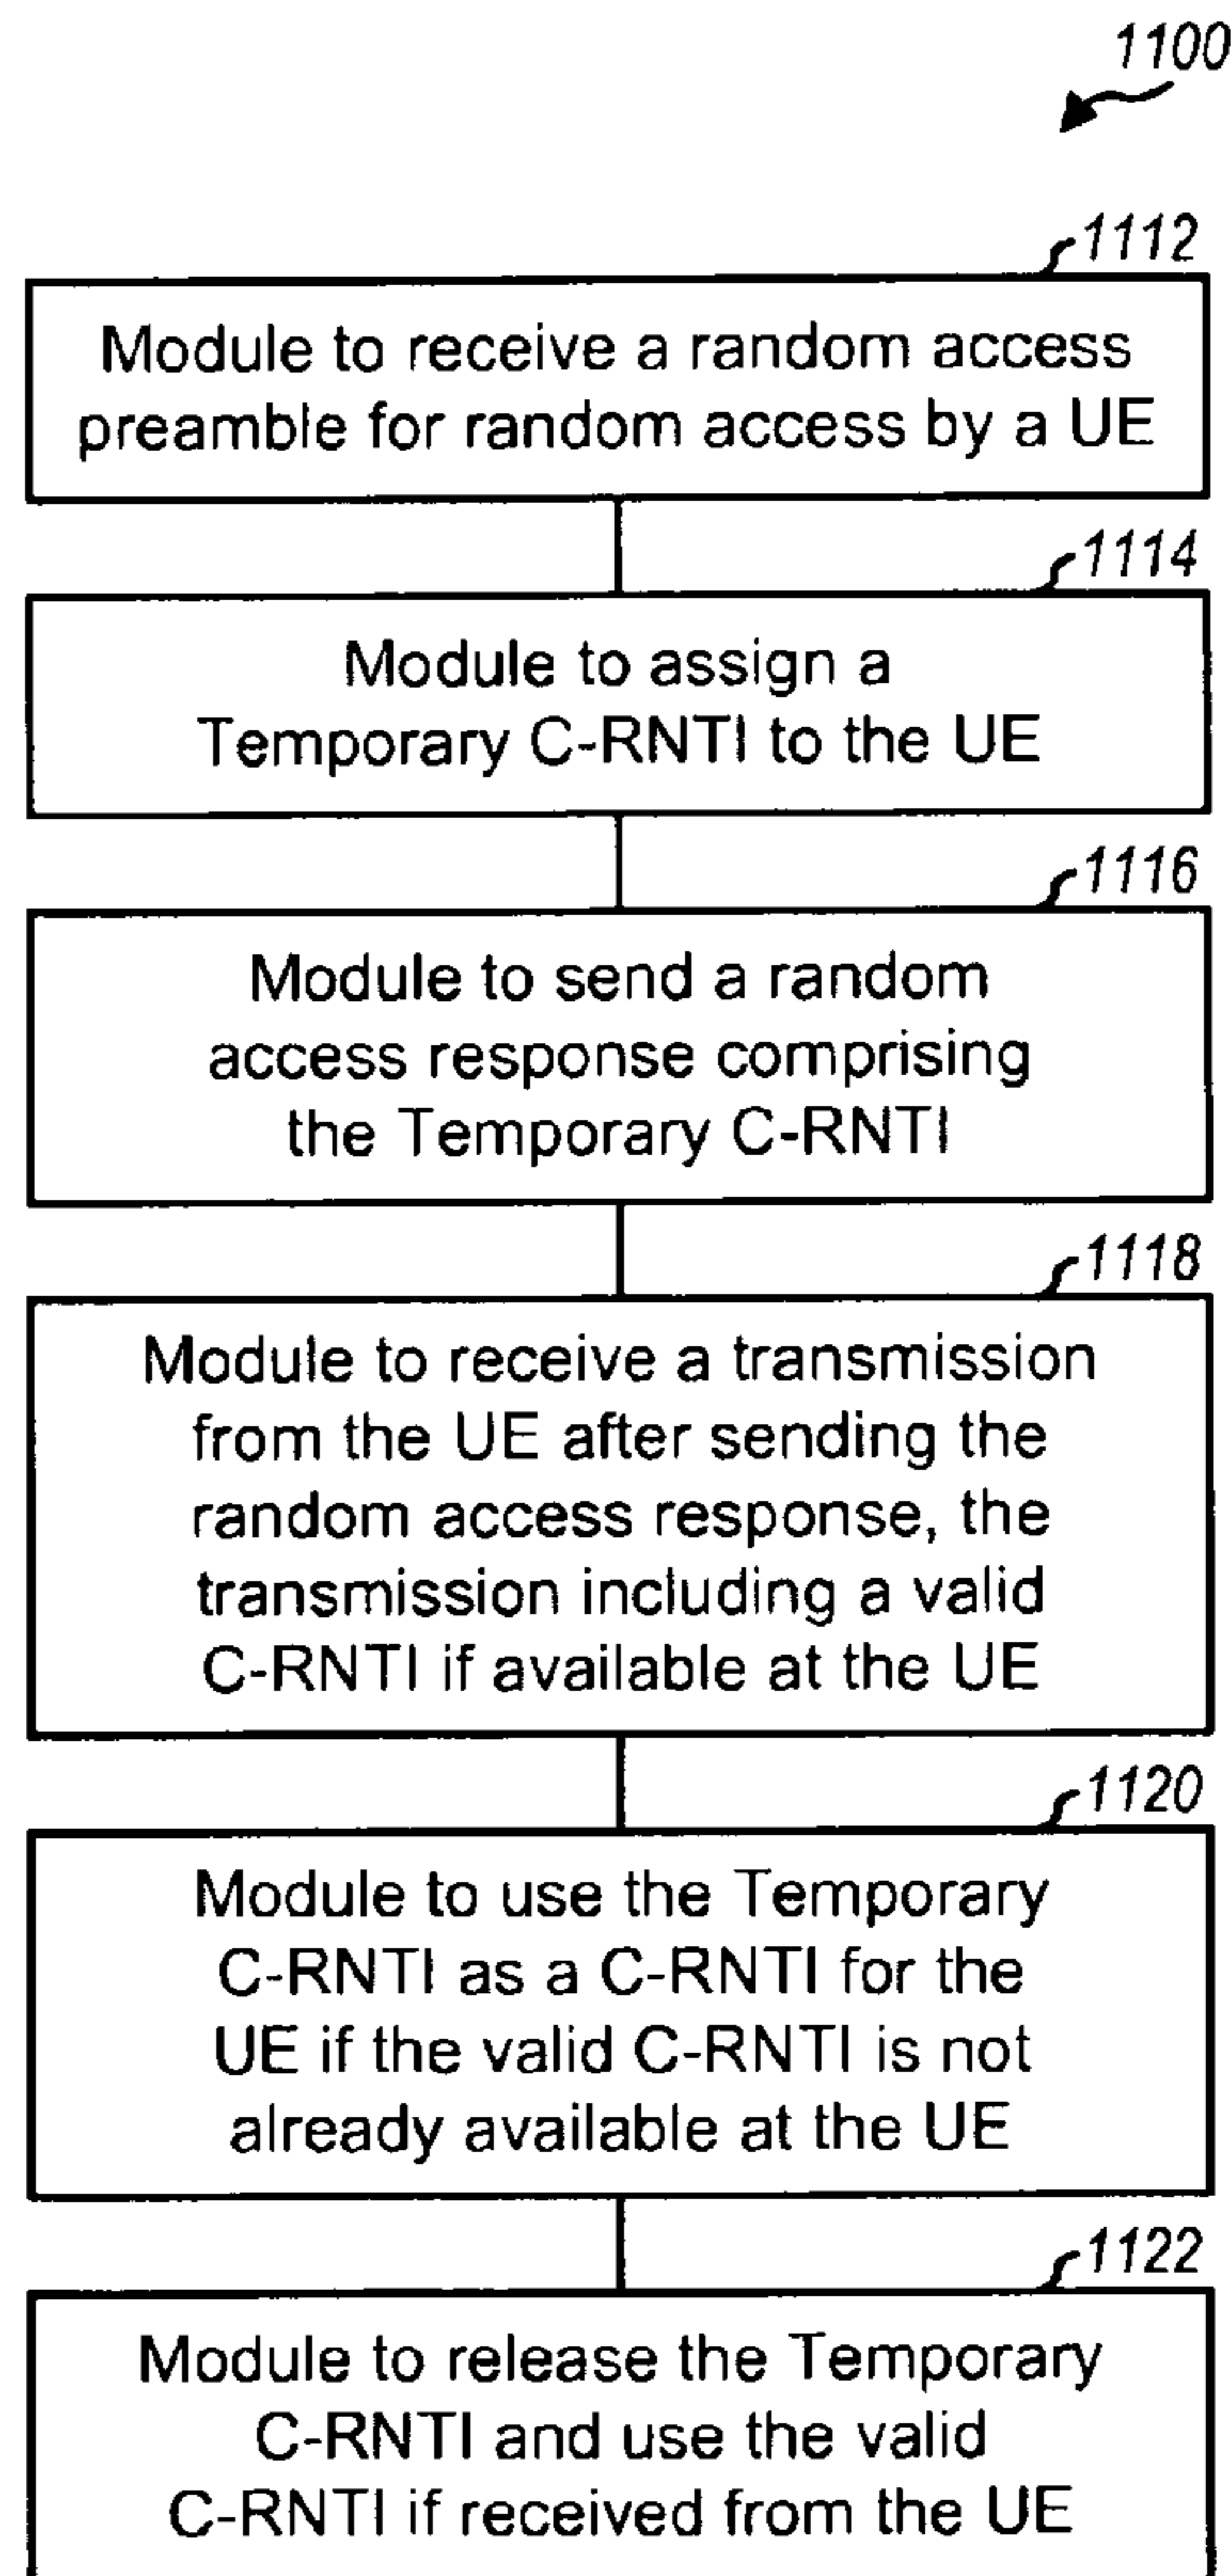 1100
1112
Module to receive a random access
preamble for random access by a UE
1114
Module to assign a
Temporary C-RNTI to the UE
1116
Module to send a random
access response comprising
the Temporary C-RNTI
1118
Module to receive a transmission
from the UE after sending the
random access response, the
transmission including a valid
C-RNTI if available at the UE
1120
Module to use the Temporary
C-RNTI as a C-RNTI for the
UE if the valid C-RNTI is not
already available at the UE
1122
Module to release the Temporary
C-RNTI and use the valid
C-RNTI if received from the UE